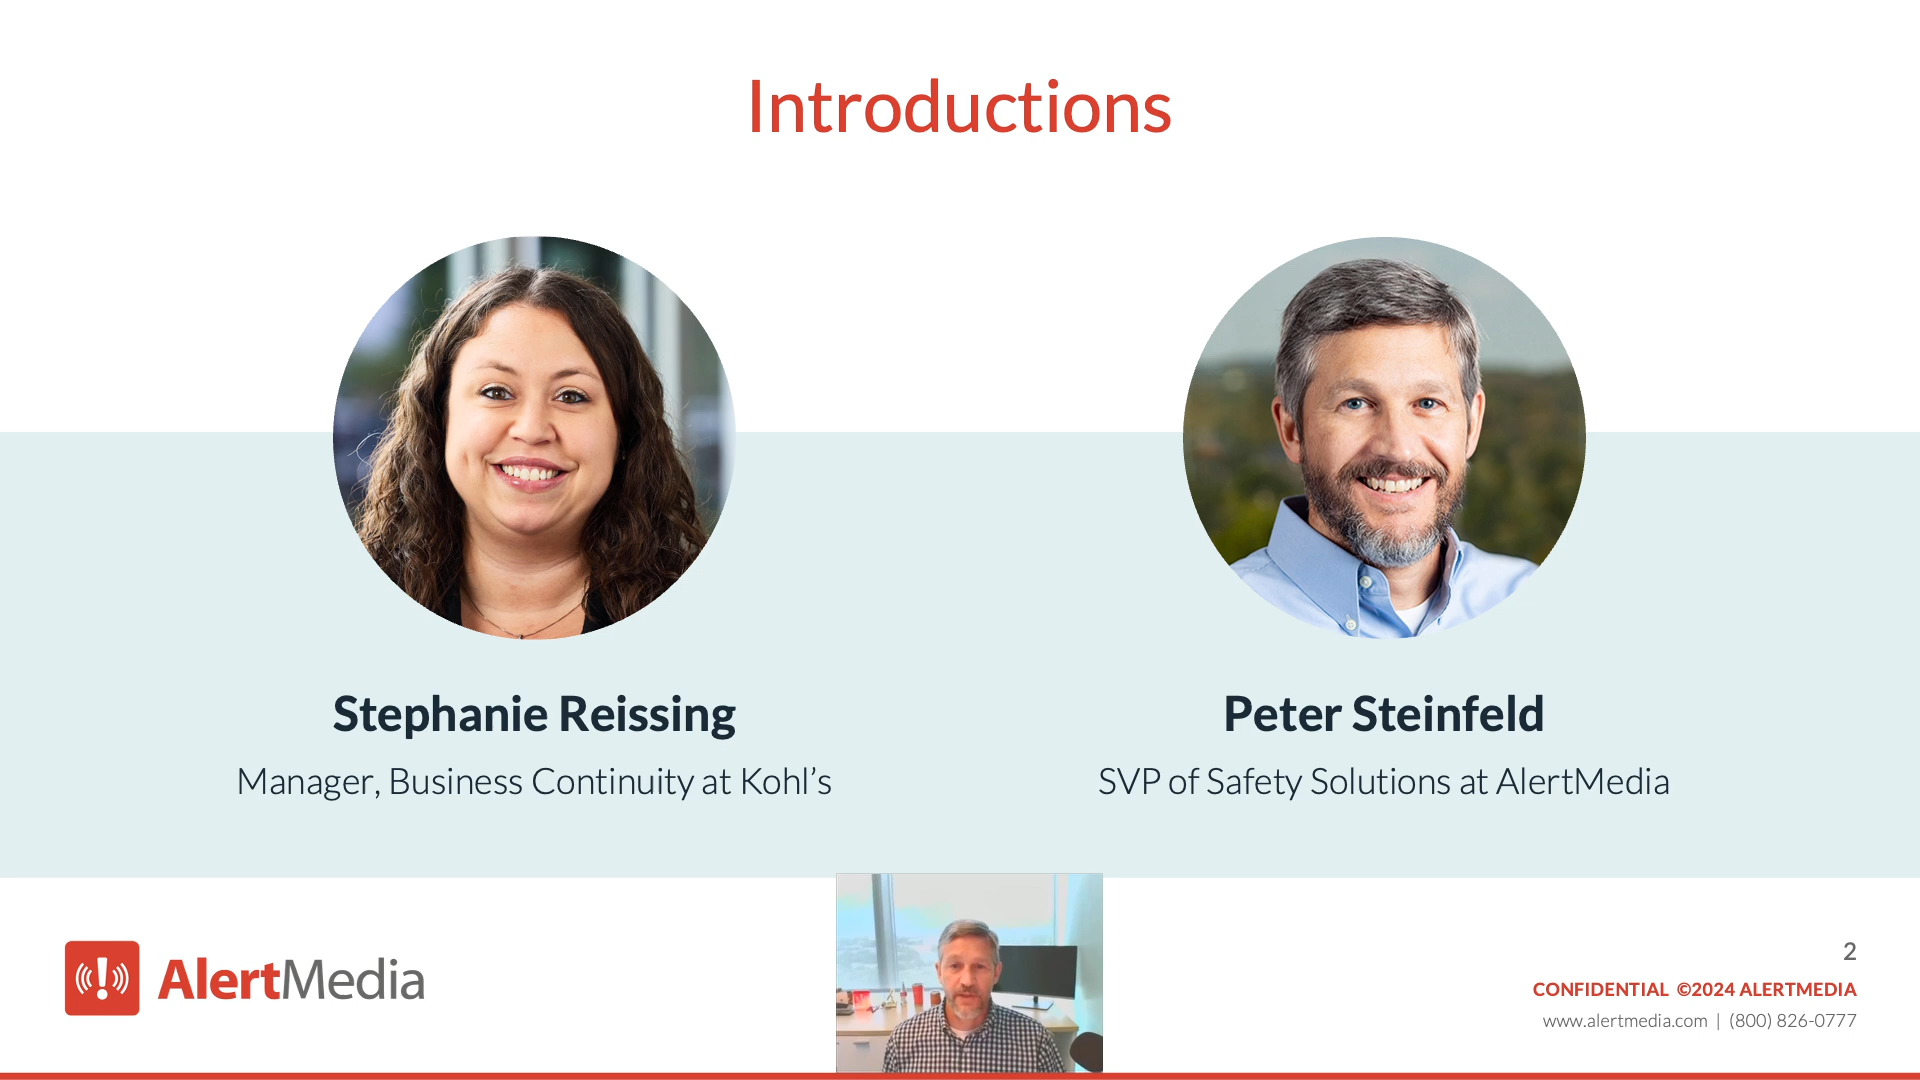 Introductions
Stephanie Reissing
Manager, Business Continuity at Kohl’s
Peter Steinfeld
SVP of Safety Solutions at AlertMedia
AlertMedia
2
CONFIDENTIAL ©2024 ALERTMEDIA
www.alertmedia.com | (800) 826-0777